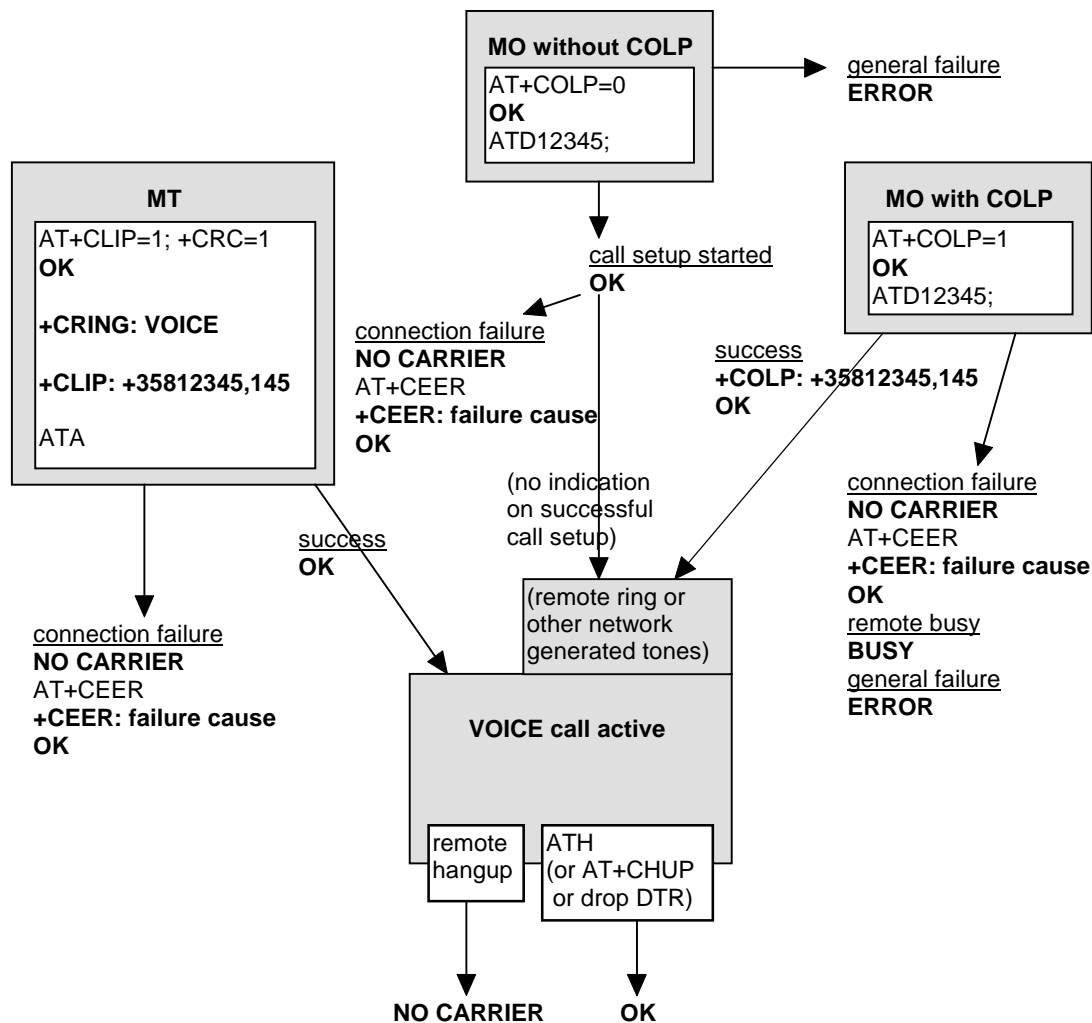 MO without COLP
AT+COLP=0
OK
ATD12345;
general failure
ERROR
MT
AT+CLIP=1; +CRC=1
OK
+CRING: VOICE
+CLIP: +35812345,145
ATA
MO with COLP
AT+COLP=1
OK
ATD12345;
call setup started
OK
connection failure
NO CARRIER
AT+CEER
+CEER: failure cause
OK
success
+COLP: +35812345,145
OK
(no indication
on successful
call setup)
success
OK
connection failure
NO CARRIER
AT+CEER
+CEER: failure cause
OK
remote busy
BUSY
general failure
ERROR
connection failure
NO CARRIER
AT+CEER
+CEER: failure cause
OK
(remote ring or
other network
generated tones)
VOICE call active
remote
hangup
ATH
(or AT+CHUP
or drop DTR)
NO CARRIER
OK